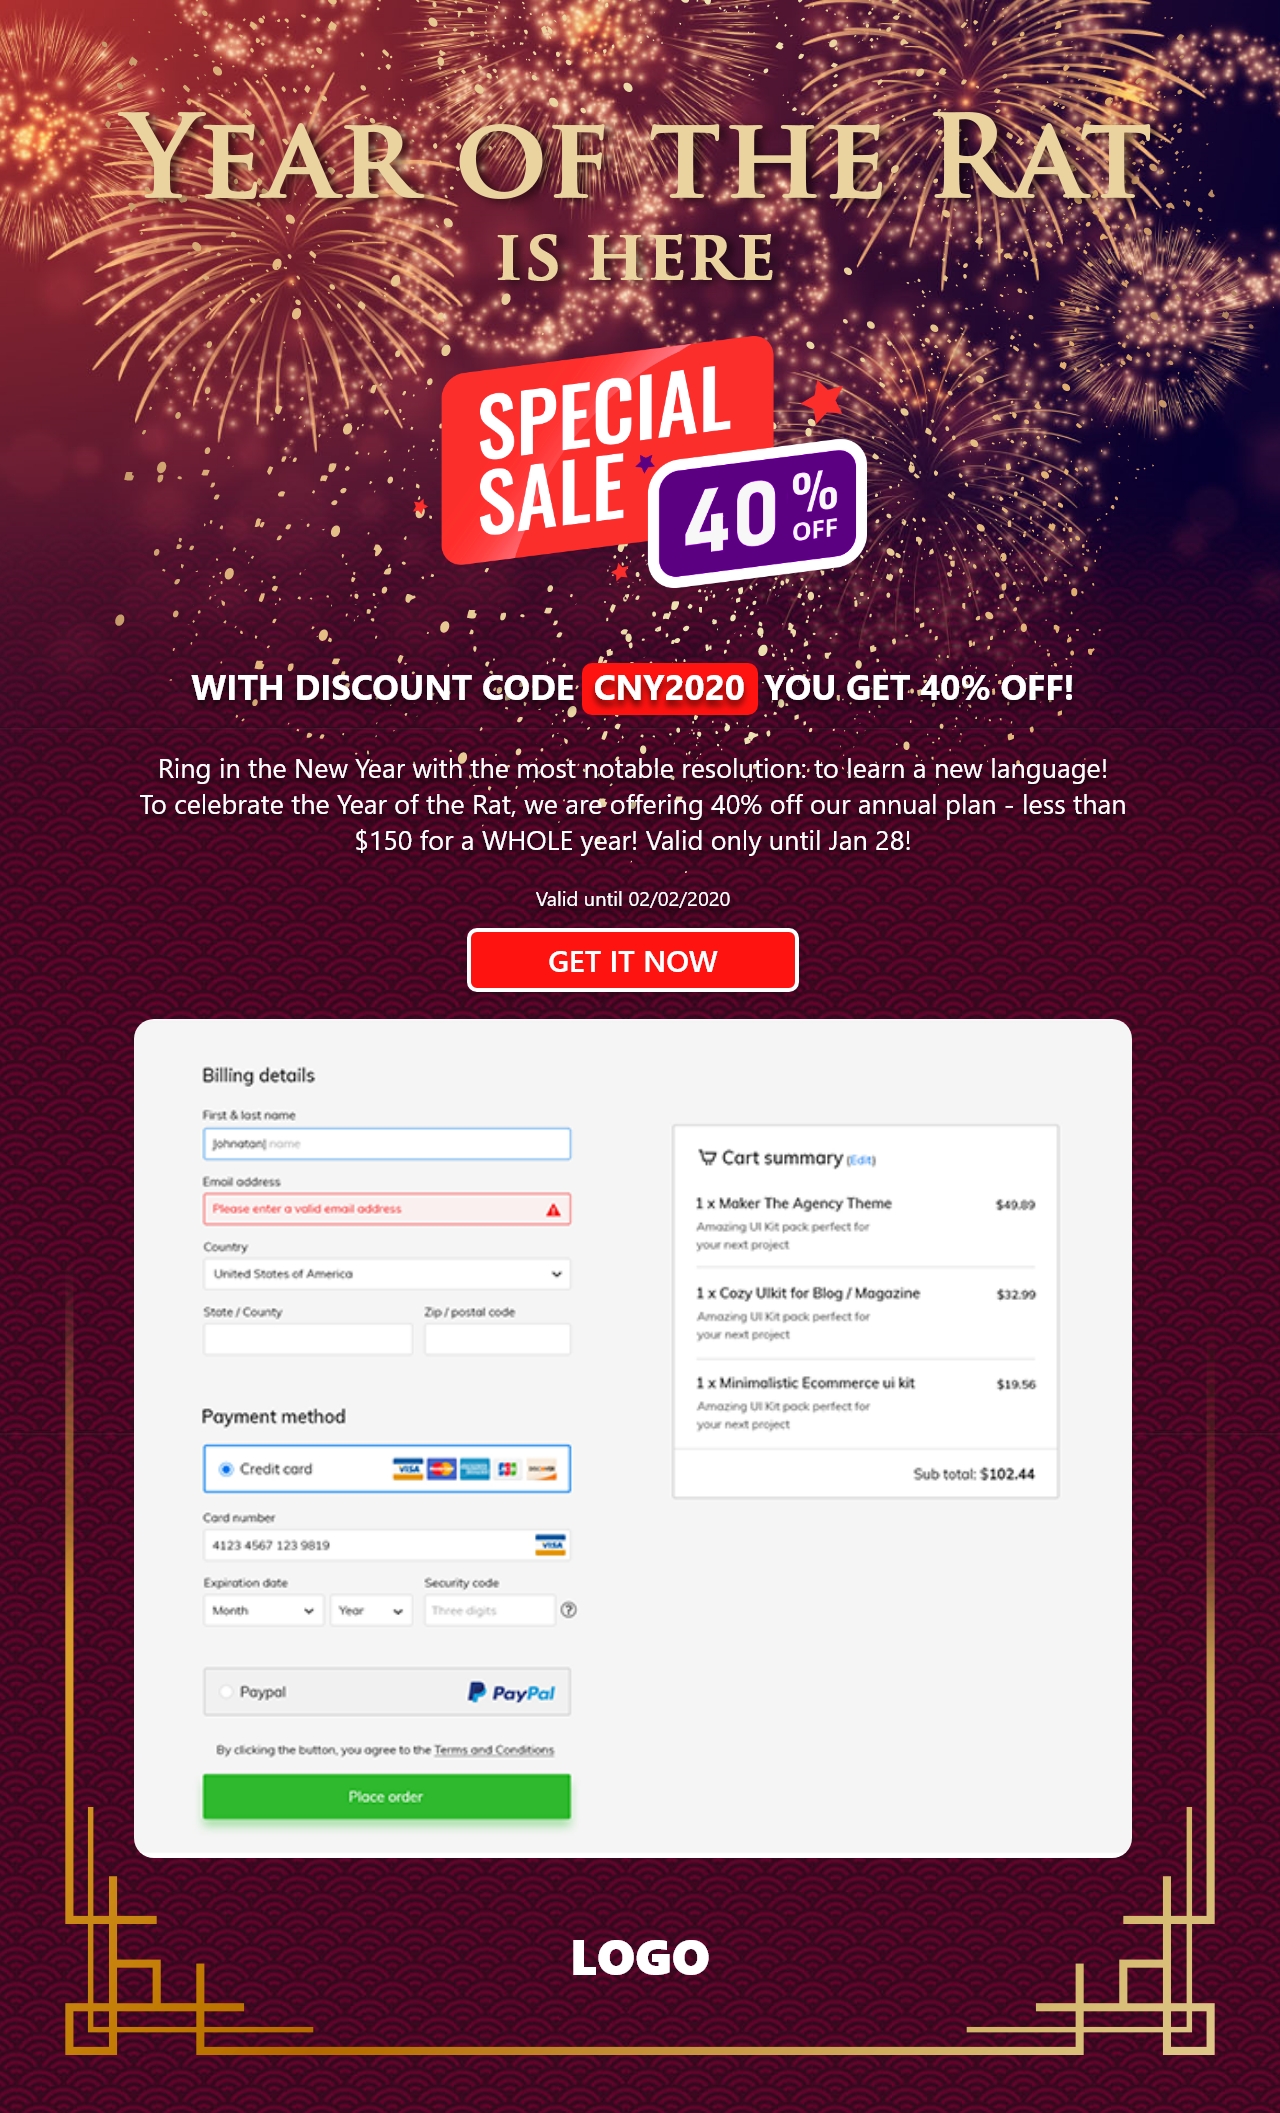 YEAR OF THE RAT
IS HERE
SPECIAL
SALE
40%
OFF
WITH DISCOUNT CODE CNY2020 YOU GET 40% OFF!
Ring in the New Year with the most notable resolution: to learn a new language!
To celebrate the Year of the Rat, we are offering 40% off our annual plan - less than
$150 for a WHOLE year! Valid only until Jan 28!
Valid until 02/02/2020
GET IT NOW
Billing details
First & last name
Johnatan| name
Email address
Please enter a valid email address
Country
United States of America
State / County Zip / postal code
Payment method
Credit card VISA DISCOVER
Card number
4123 4567 123 9819 VISA
Expiration date Security code
Month Year Three digits ?
Paypal PayPal
By clicking the button, you agree to the Terms and Conditions
Place order
Cart summary (Edit)
1 x Maker The Agency Theme $49.89
Amazing UI Kit pack perfect for
your next project
1 x Cozy UIkit for Blog / Magazine $32.99
Amazing UI Kit pack perfect for
your next project
1 x Minimalistic Ecommerce ui kit $19.56
Amazing UI Kit pack perfect for
your next project
Sub total: $102.44
LOGO